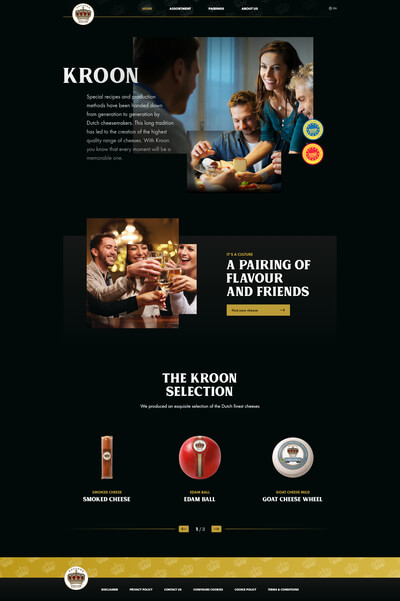 HOME ASSORTMENT PAIRINGS ABOUT US EN
KROON
Special recipes and production
methods have been handed down
from generation to generation by
Dutch cheesemakers. This long tradition
has led to the creation of the highest
quality range of cheeses. With Kroon
you know that every moment will be a
memorable one.
IT'S A CULTURE
A PAIRING OF
FLAVOUR
AND FRIENDS
Find your cheese
THE KROON
SELECTION
We produced an exquisite selection of the Dutch finest cheeses
SMOKED CHEESE
SMOKED CHEESE
EDAM BALL
EDAM BALL
GOAT CHEESE MILD
GOAT CHEESE WHEEL
1 / 3
DISCLAIMER PRIVACY POLICY CONTACT US CONFIGURE COOKIES COOKIE POLICY TERMS & CONDITIONS